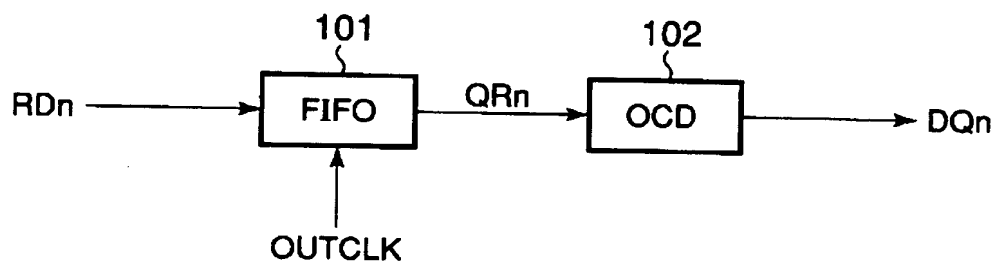 101
102
RDn
FIFO
QRn
OCD
DQn
OUTCLK